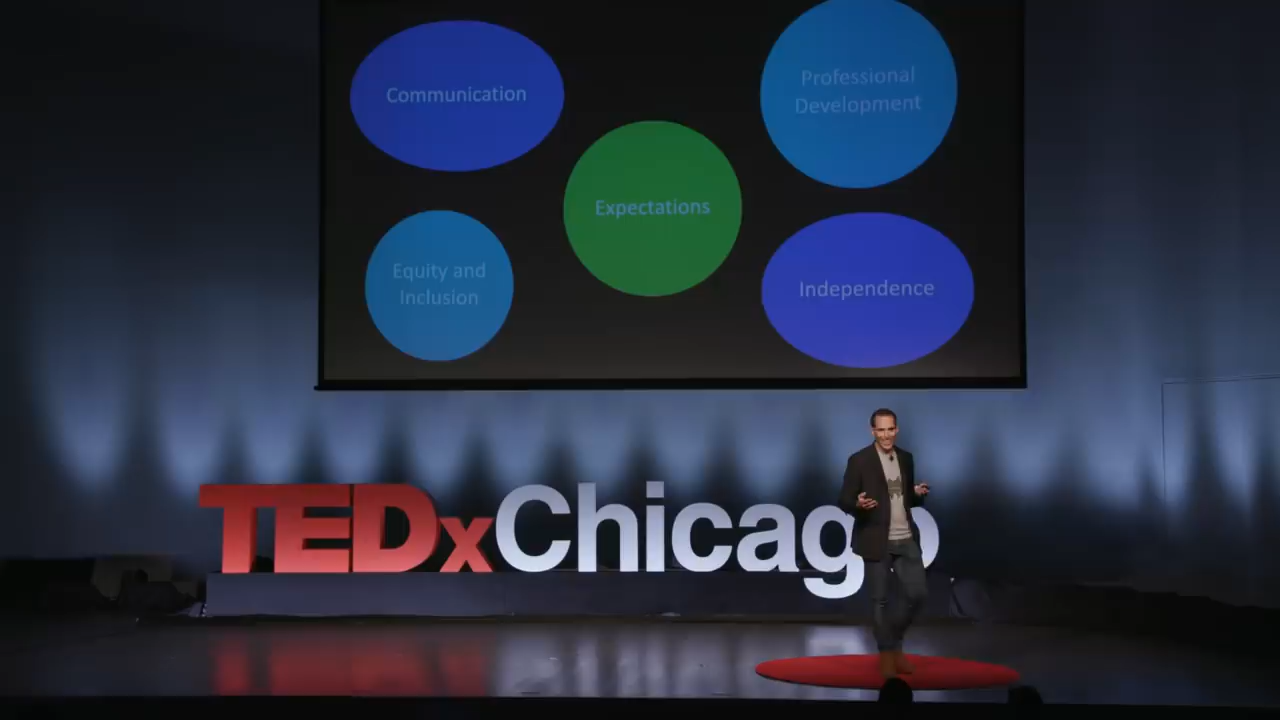 Communication
Professional
Development
Expectations
Equity and
Inclusion
Independence
TEDxChicago